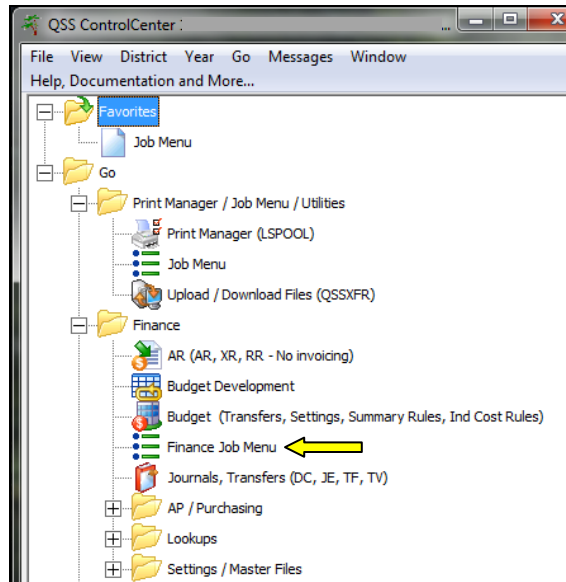 QSS ControlCenter : ...
File View District Year Go Messages Window
Help, Documentation and More...
Favorites
Job Menu
Go
Print Manager / Job Menu / Utilities
Print Manager (LSPOOL)
Job Menu
Upload / Download Files (QSSXFR)
Finance
AR (AR, XR, RR - No invoicing)
Budget Development
Budget (Transfers, Settings, Summary Rules, Ind Cost Rules)
Finance Job Menu
Journals, Transfers (DC, JE, TF, TV)
AP / Purchasing
Lookups
Settings / Master Files